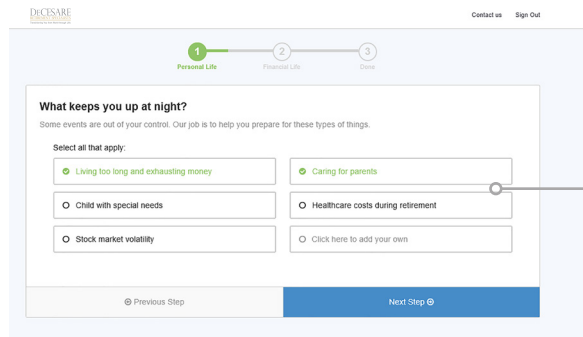 DECESARE
Contact us Sign Out
1 2 3
Personal Life Financial Life Done
What keeps you up at night?
Some events are out of your control. Our job is to help you prepare for these types of things.
Select all that apply:
Living too long and exhausting money Caring for parents
Child with special needs Healthcare costs during retirement
Stock market volatility Click here to add your own
Previous Step Next Step